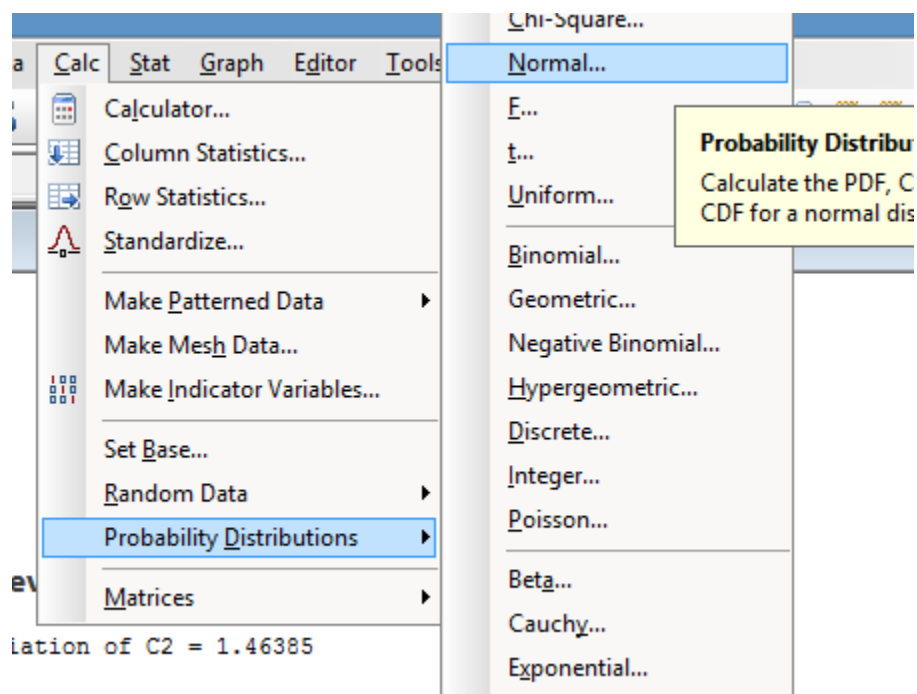 a Calc Stat Graph Editor Tools
Calculator...
Column Statistics...
Row Statistics...
Standardize...
Make Patterned Data
Make Mesh Data...
Make Indicator Variables...
Set Base...
Random Data
Probability Distributions
Matrices
ev
iation of C2 = 1.46385
Chi-Square...
Normal...
F...
t...
Uniform...
Binomial...
Geometric...
Negative Binomial...
Hypergeometric...
Discrete...
Integer...
Poisson...
Beta...
Cauchy...
Exponential...
Probability Distribu
Calculate the PDF, C
CDF for a normal dis